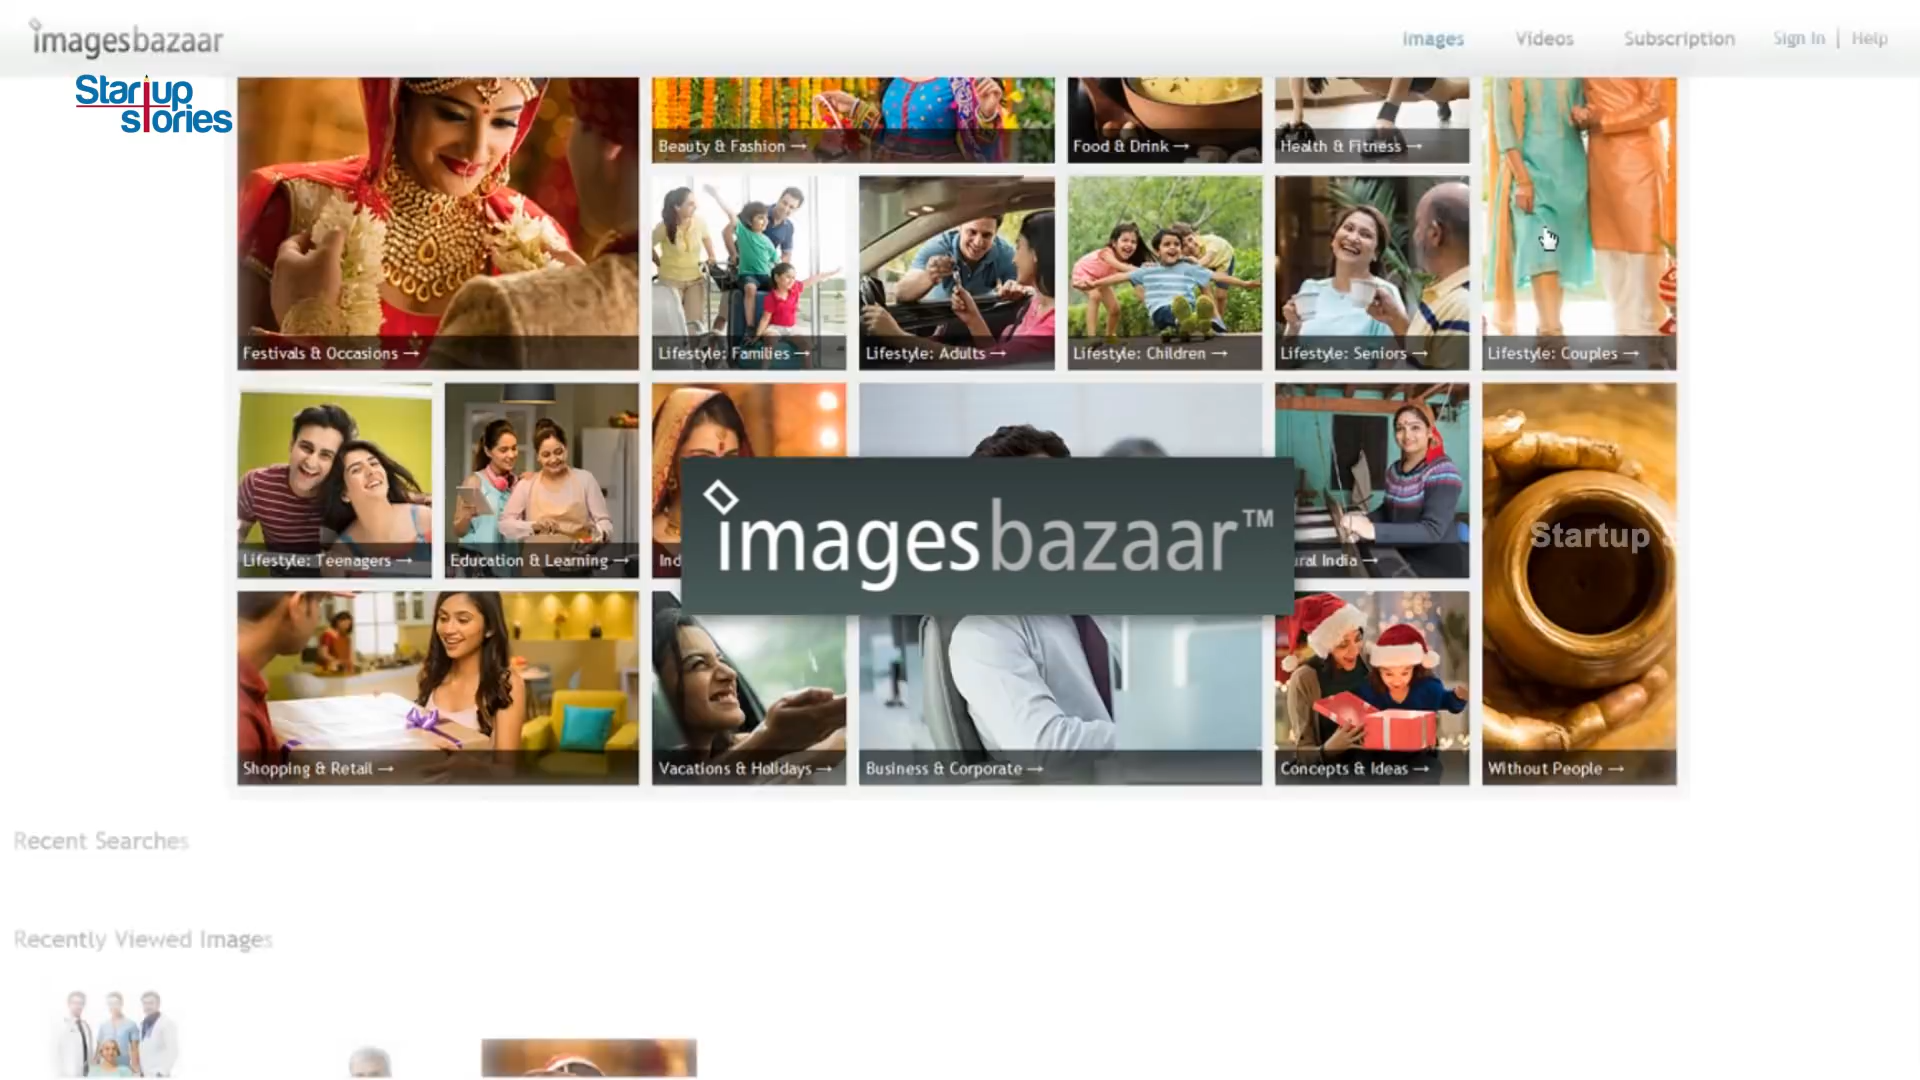 imagesbazaar
Images
Videos
Subscription
Sign In | Help
Startup
stories
Beauty & Fashion →
Food & Drink →
Health & Fitness →
Festivals & Occasions →
Lifestyle: Families →
Lifestyle: Adults →
Lifestyle: Children →
Lifestyle: Seniors →
Lifestyle: Couples →
imagesbazaar™
Startup
Lifestyle: Teenagers →
Education & Learning →
India →
Shopping & Retail →
Vacations & Holidays →
Business & Corporate →
Concepts & Ideas →
Without People →
Recent Searches
Recently Viewed Images